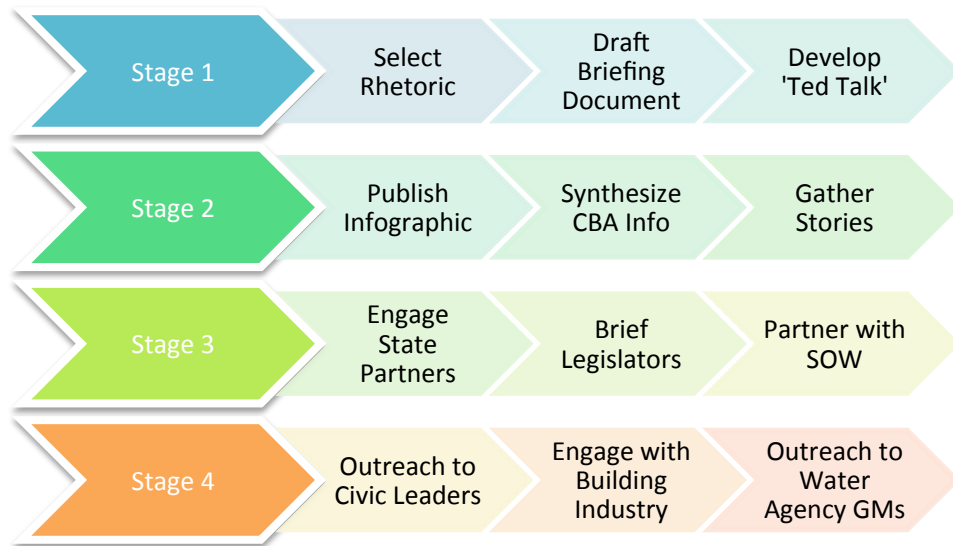 Stage 1
Select
Rhetoric
Draft
Briefing
Document
Develop
'Ted Talk'
Stage 2
Publish
Infographic
Synthesize
CBA Info
Gather
Stories
Stage 3
Engage
State
Partners
Brief
Legislators
Partner with
SOW
Stage 4
Outreach to
Civic Leaders
Engage with
Building
Industry
Outreach to
Water
Agency GMs